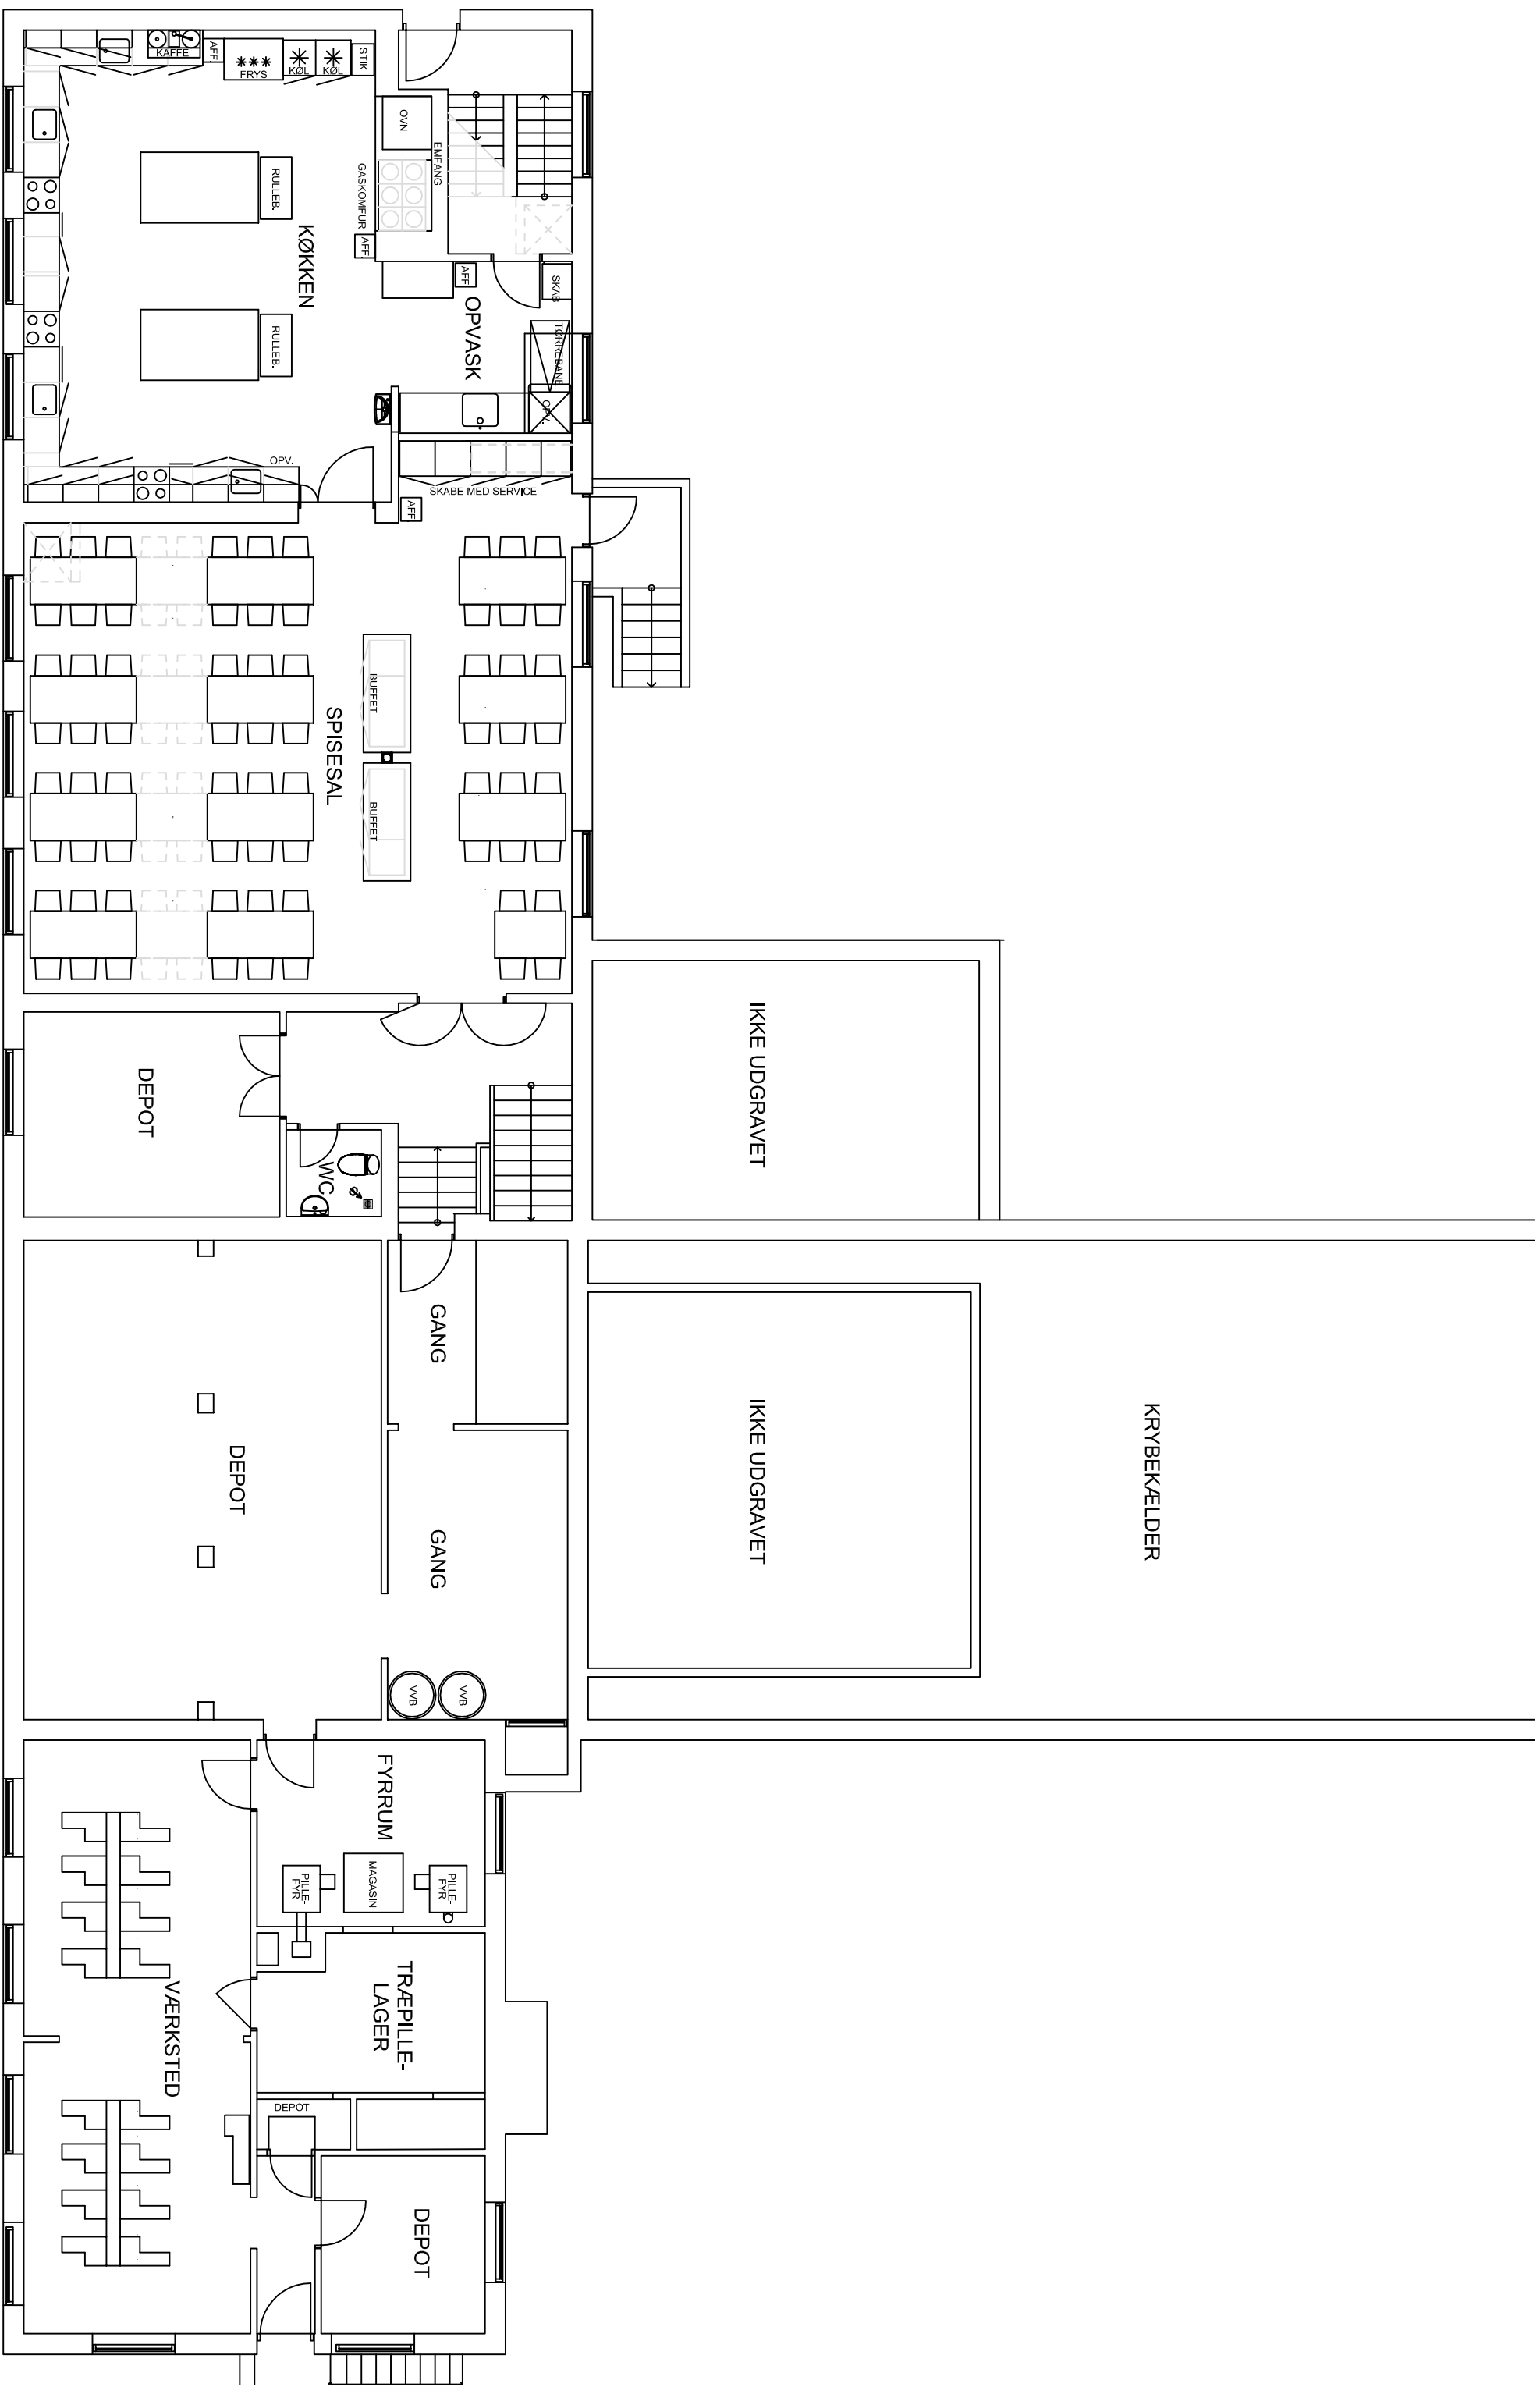 KAFFE
AFF.
FRYS
KØL
KØL
STIK
OVN
EMFANG
GASKOMFUR
AFF.
AFF.
SKAB
RULLEB.
KØKKEN
RULLEB.
OPVASK
TØRREBANE
OPV.
OPV.
SKABE MED SERVICE
AFF.
SPISESAL
BUFFET
BUFFET
DEPOT
WC
IKKE UDGRAVET
GANG
DEPOT
GANG
IKKE UDGRAVET
KRYBEKÆLDER
VVB
VVB
FYRRUM
PILLE-
FYR
MAGASIN
PILLE-
FYR
VÆRKSTED
TRÆPILLE-
LAGER
DEPOT
DEPOT